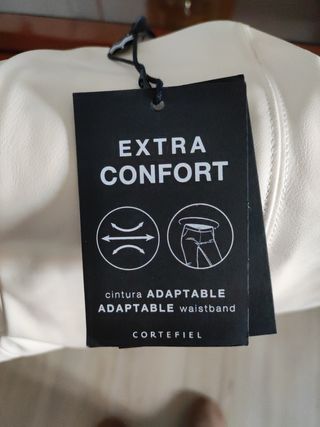 EXTRA
CONFORT
cintura ADAPTABLE
ADAPTABLE waistband
CORTEFIEL